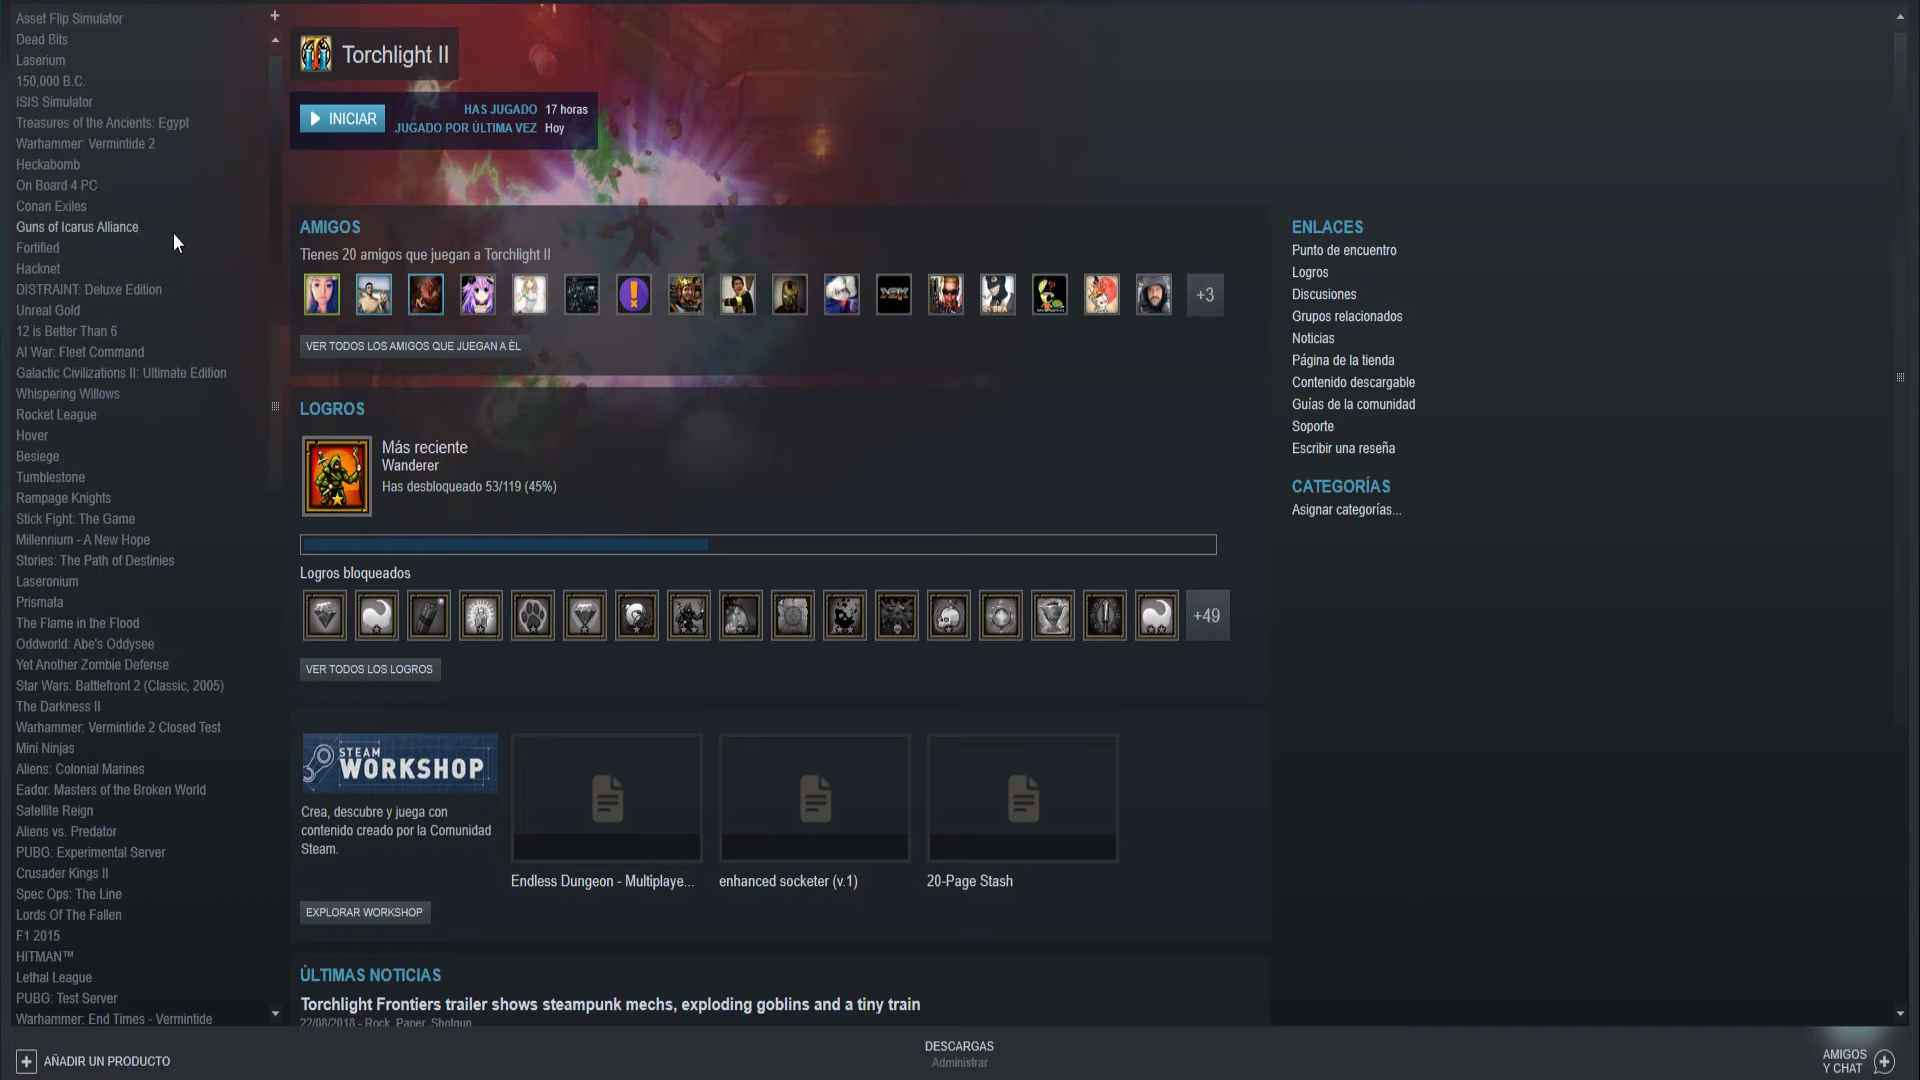 Asset Flip Simulator
Dead Bits
Laserium
150,000 B.C.
ISIS Simulator
Treasures of the Ancients: Egypt
Warhammer: Vermintide 2
Heckabomb
On Board 4 PC
Conan Exiles
Guns of Icarus Alliance
Fortified
Hacknet
DISTRAINT: Deluxe Edition
Unreal Gold
12 is Better Than 6
AI War: Fleet Command
Galactic Civilizations II: Ultimate Edition
Whispering Willows
Rocket League
Hover
Besiege
Tumblestone
Rampage Knights
Stick Fight: The Game
Millennium - A New Hope
Stories: The Path of Destinies
Laseronium
Prismata
The Flame in the Flood
Oddworld: Abe's Oddysee
Yet Another Zombie Defense
Star Wars: Battlefront 2 (Classic, 2005)
The Darkness II
Warhammer: Vermintide 2 Closed Test
Mini Ninjas
Aliens: Colonial Marines
Eador. Masters of the Broken World
Satellite Reign
Aliens vs. Predator
PUBG: Experimental Server
Crusader Kings II
Spec Ops: The Line
Lords Of The Fallen
F1 2015
HITMAN™
Lethal League
PUBG: Test Server
Warhammer: End Times - Vermintide
+
Torchlight II
INICIAR
HAS JUGADO 17 horas
JUGADO POR ÚLTIMA VEZ Hoy
AMIGOS
Tienes 20 amigos que juegan a Torchlight II
+3
VER TODOS LOS AMIGOS QUE JUEGAN A ÉL
LOGROS
Más reciente
Wanderer
Has desbloqueado 53/119 (45%)
Logros bloqueados
+49
VER TODOS LOS LOGROS
STEAM
WORKSHOP
Crea, descubre y juega con
contenido creado por la Comunidad
Steam.
EXPLORAR WORKSHOP
Endless Dungeon - Multiplaye...
enhanced socketer (v.1)
20-Page Stash
ÚLTIMAS NOTICIAS
Torchlight Frontiers trailer shows steampunk mechs, exploding goblins and a tiny train
22/08/2018 - Rock, Paper, Shotgun
ENLACES
Punto de encuentro
Logros
Discusiones
Grupos relacionados
Noticias
Página de la tienda
Contenido descargable
Guías de la comunidad
Soporte
Escribir una reseña
CATEGORÍAS
Asignar categorías...
+ AÑADIR UN PRODUCTO
DESCARGAS
Administrar
AMIGOS
Y CHAT